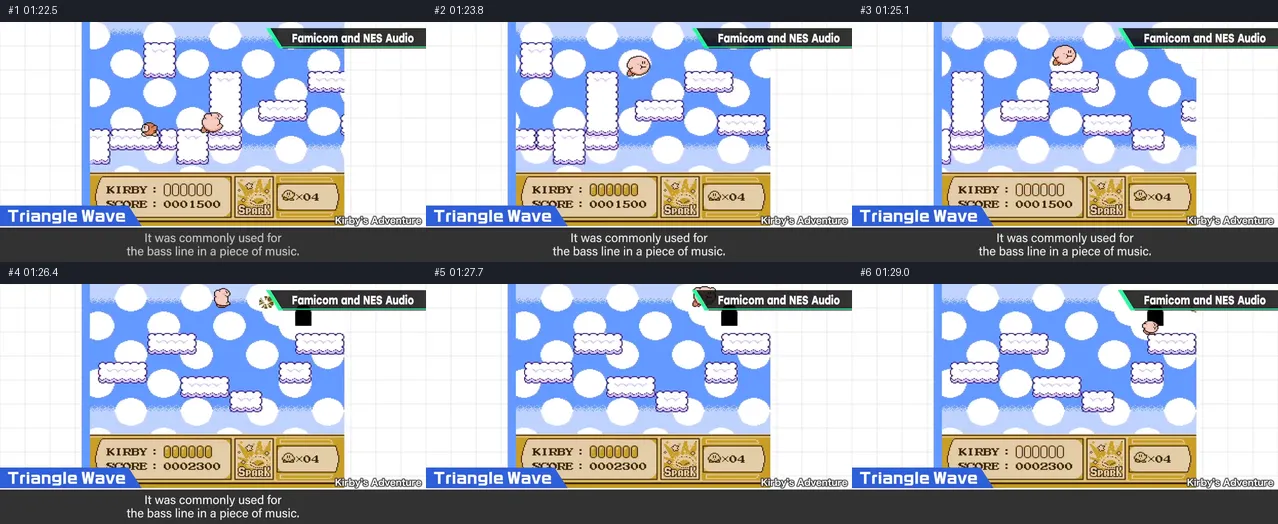 #1 01:22.5
Famicom and NES Audio
KIRBY : 000000
SCORE : 0001500
SPARK
×04
Triangle Wave
Kirby's Adventure
It was commonly used for
the bass line in a piece of music.
#2 01:23.8
Famicom and NES Audio
KIRBY : 000000
SCORE : 0001500
SPARK
×04
Triangle Wave
Kirby's Adventure
It was commonly used for
the bass line in a piece of music.
#3 01:25.1
Famicom and NES Audio
KIRBY : 000000
SCORE : 0001500
SPARK
×04
Triangle Wave
Kirby's Adventure
It was commonly used for
the bass line in a piece of music.
#4 01:26.4
Famicom and NES Audio
KIRBY : 000000
SCORE : 0002300
SPARK
×04
Triangle Wave
Kirby's Adventure
It was commonly used for
the bass line in a piece of music.
#5 01:27.7
Famicom and NES Audio
KIRBY : 000000
SCORE : 0002300
SPARK
×04
Triangle Wave
Kirby's Adventure
#6 01:29.0
Famicom and NES Audio
KIRBY : 000000
SCORE : 0002300
SPARK
×04
Triangle Wave
Kirby's Adventure